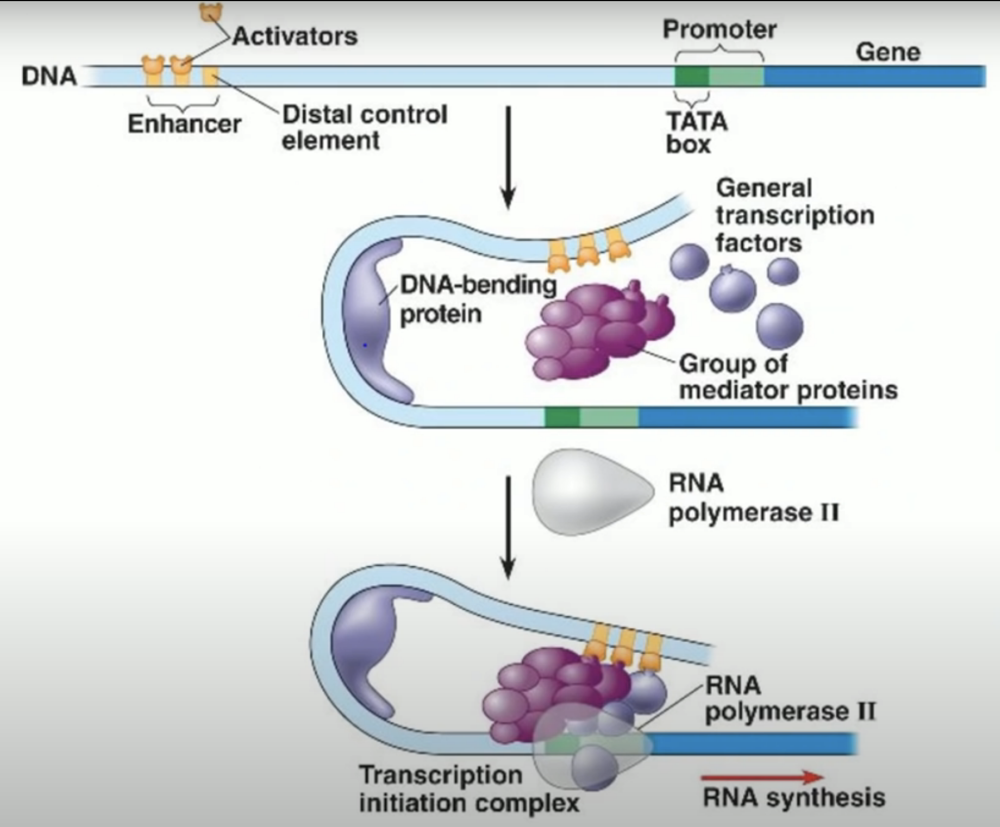 Activators
Promoter
Gene
DNA
Enhancer
Distal control
element
TATA
box
General
transcription
factors
DNA-bending
protein
Group of
mediator proteins
RNA
polymerase II
RNA
polymerase II
Transcription
initiation complex
RNA synthesis